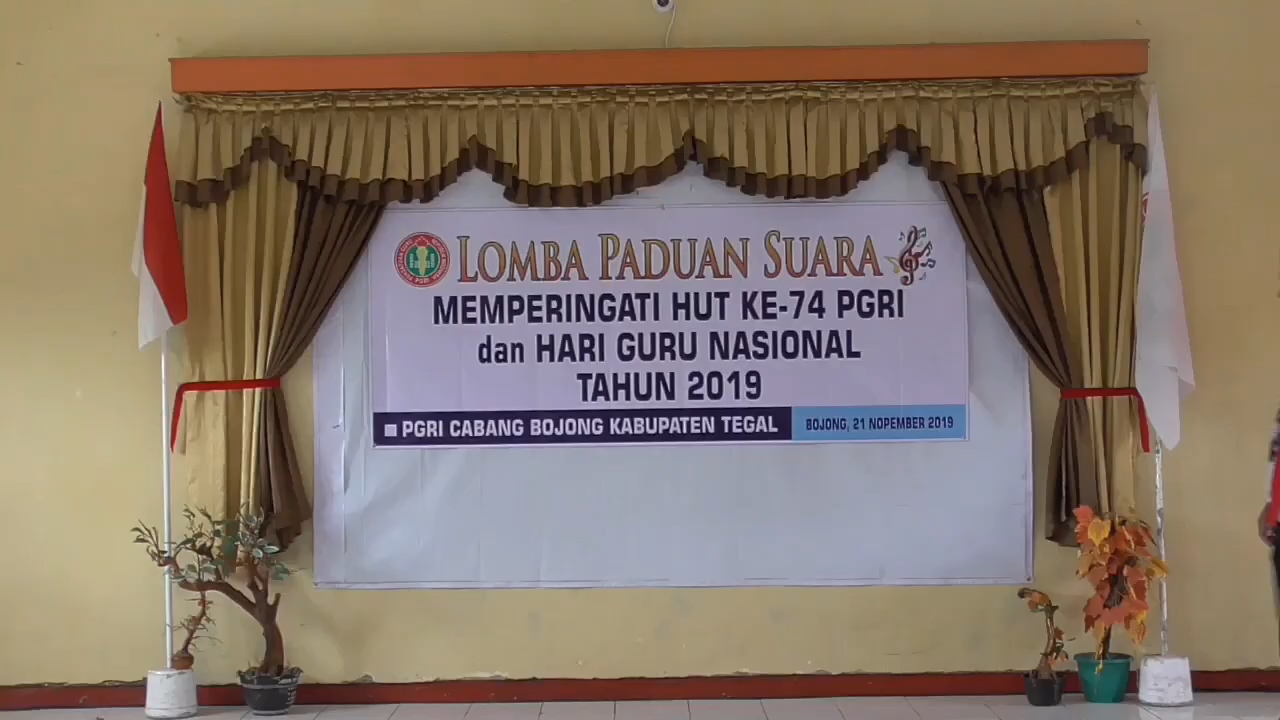 LOMBA PADUAN SUARA
MEMPERINGATI HUT KE-74 PGRI
dan HARI GURU NASIONAL
TAHUN 2019
PGRI CABANG BOJONG KABUPATEN TEGAL
BOJONG, 21 NOPEMBER 2019